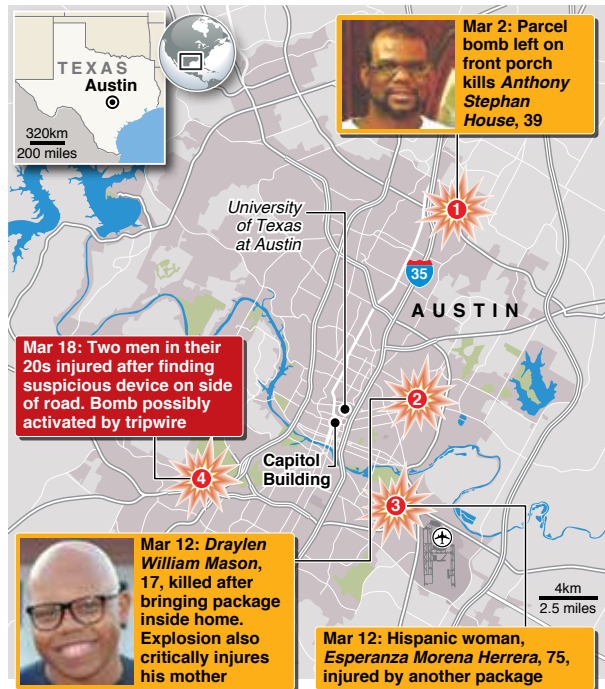 TEXAS
Austin
320km
200 miles
Mar 2: Parcel
bomb left on
front porch
kills Anthony
Stephan
House, 39
1
University
of Texas
at Austin
35
AUSTIN
Mar 18: Two men in their
20s injured after finding
suspicious device on side
of road. Bomb possibly
activated by tripwire
2
Capitol
Building
4
3
Mar 12: Draylen
William Mason,
17, killed after
bringing package
inside home.
Explosion also
critically injures
his mother
4km
2.5 miles
Mar 12: Hispanic woman,
Esperanza Morena Herrera, 75,
injured by another package